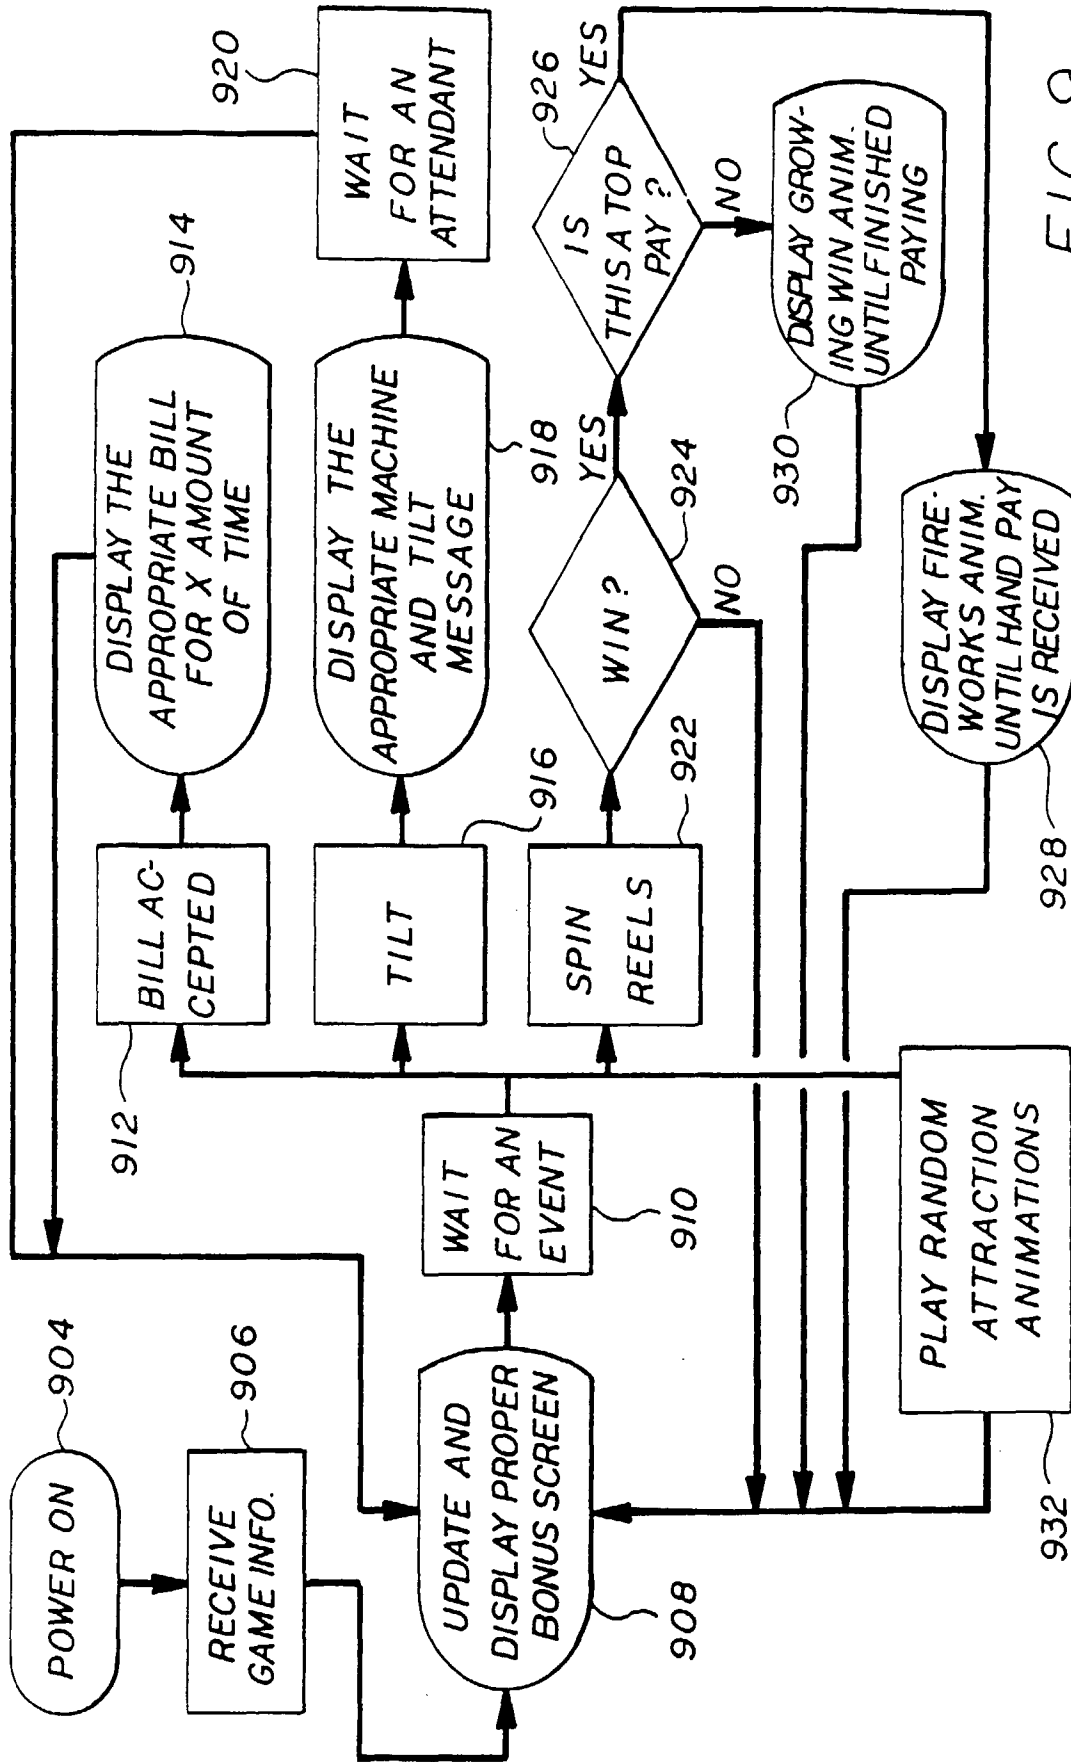 POWER ON
904
RECEIVE
GAME INFO.
906
UPDATE AND
DISPLAY PROPER
BONUS SCREEN
908
WAIT
FOR AN
EVENT
910
BILL AC-
CEPTED
912
DISPLAY THE
APPROPRIATE BILL
FOR X AMOUNT
OF TIME
914
TILT
916
DISPLAY THE
APPROPRIATE MACHINE
AND TILT
MESSAGE
918
WAIT
FOR AN
ATTENDANT
920
SPIN
REELS
922
WIN?
924
YES
NO
IS
THIS A TOP
PAY?
926
YES
NO
DISPLAY GROW-
ING WIN ANIM.
UNTIL FINISHED
PAYING
930
DISPLAY FIRE-
WORKS ANIM.
UNTIL HAND PAY
IS RECEIVED
928
PLAY RANDOM
ATTRACTION
ANIMATIONS
932